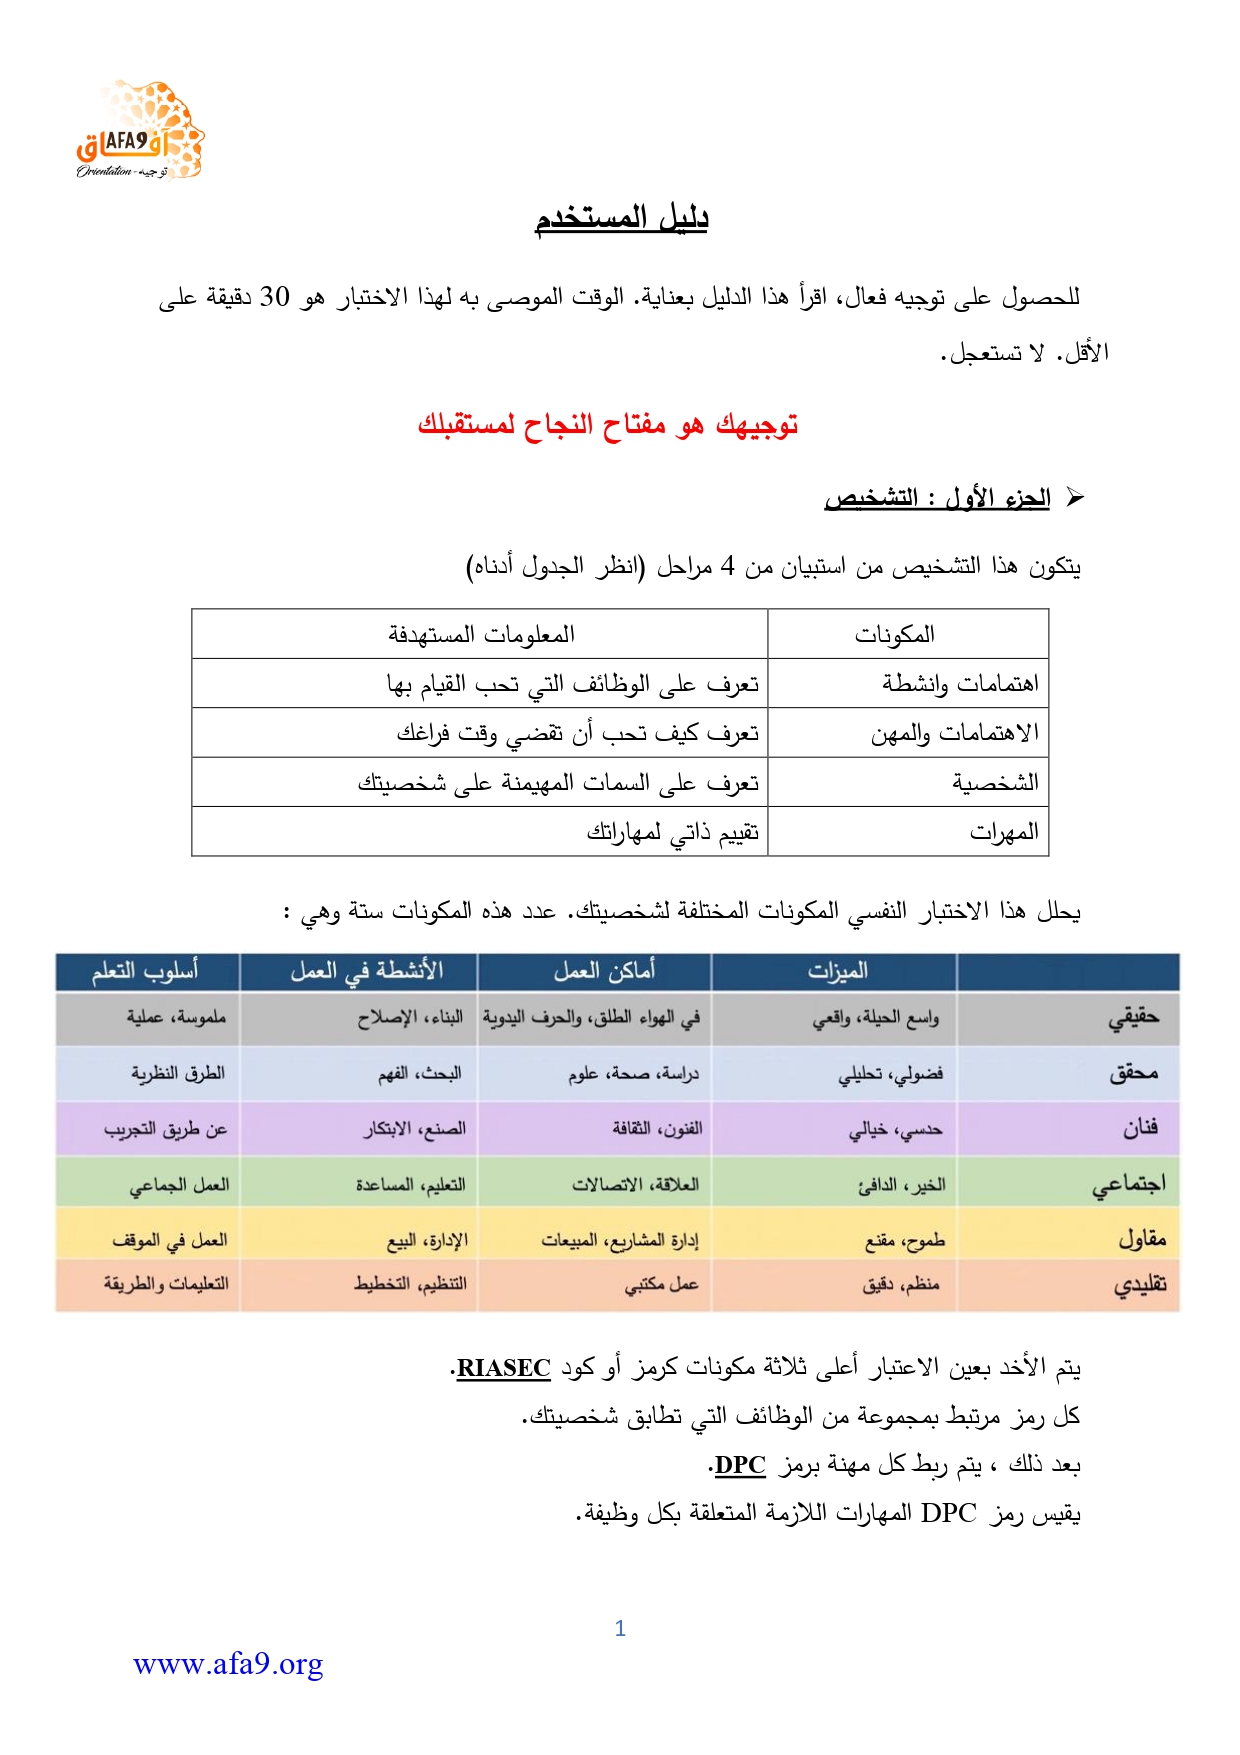 آفاق AFA9
Orientation - توجيه
دليل المستخدم
للحصول على توجيه فعال، اقرأ هذا الدليل بعناية. الوقت الموصى به لهذا الاختبار هو 30 دقيقة على
الأقل. لا تستعجل.
توجيهك هو مفتاح النجاح لمستقبلك
➢ الجزء الأول : التشخيص
يتكون هذا التشخيص من استبيان من 4 مراحل (انظر الجدول أدناه)
المكونات المعلومات المستهدفة
اهتمامات وانشطة تعرف على الوظائف التي تحب القيام بها
الاهتمامات والمهن تعرف كيف تحب أن تقضي وقت فراغك
الشخصية تعرف على السمات المهيمنة على شخصيتك
المهرات تقييم ذاتي لمهاراتك
يحلل هذا الاختبار النفسي المكونات المختلفة لشخصيتك. عدد هذه المكونات ستة وهي :
الميزات أماكن العمل الأنشطة في العمل أسلوب التعلم
حقيقي واسع الحيلة، واقعي في الهواء الطلق، والحرف اليدوية البناء، الإصلاح ملموسة، عملية
محقق فضولي، تحليلي دراسة، صحة، علوم البحث، الفهم الطرق النظرية
فنان حدسي، خيالي الفنون، الثقافة الصنع، الابتكار عن طريق التجريب
اجتماعي الخير، الدافئ العلاقة، الاتصالات التعليم، المساعدة العمل الجماعي
مقاول طموح، مقنع إدارة المشاريع، المبيعات الإدارة، البيع العمل في الموقف
تقليدي منظم، دقيق عمل مكتبي التنظيم، التخطيط التعليمات والطريقة
يتم الأخد بعين الاعتبار أعلى ثلاثة مكونات كرمز أو كود RIASEC.
كل رمز مرتبط بمجموعة من الوظائف التي تطابق شخصيتك.
بعد ذلك ، يتم ربط كل مهنة برمز DPC.
يقيس رمز DPC المهارات اللازمة المتعلقة بكل وظيفة.
1
www.afa9.org